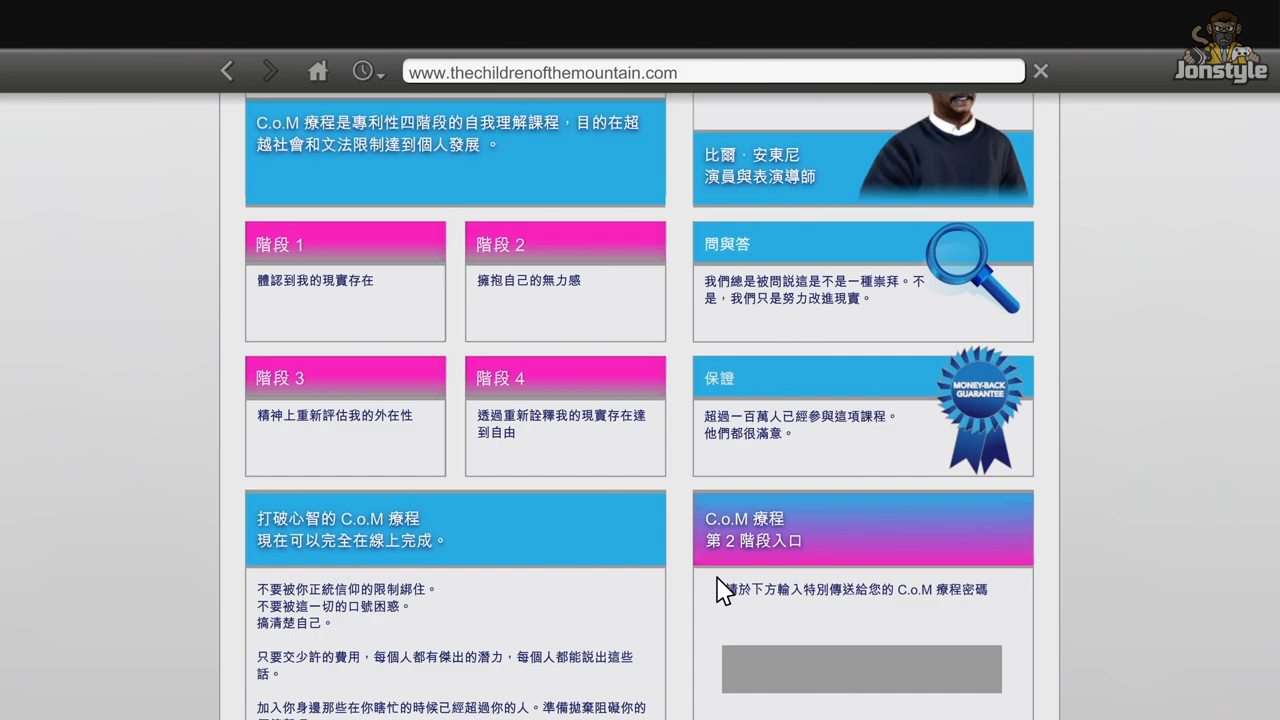 www.thechildrenofthemountain.com
Jonstyle
C.o.M 療程是專利性四階段的自我理解課程，目的在超
越社會和文法限制達到個人發展 。
比爾．安東尼
演員與表演導師
階段 1
體認到我的現實存在
階段 2
擁抱自己的無力感
問與答
我們總是被問說這是不是一種崇拜。不
是，我們只是努力改進現實。
階段 3
精神上重新評估我的外在性
階段 4
透過重新詮釋我的現實存在達
到自由
保證
MONEY-BACK
GUARANTEE
超過一百萬人已經參與這項課程。
他們都很滿意。
打破心智的 C.o.M 療程
現在可以完全在線上完成。
不要被你正統信仰的限制綁住。
不要被這一切的口號困惑。
搞清楚自己。
只要交少許的費用，每個人都有傑出的潛力，每個人都能說出這些
話。
加入你身邊那些在你瞎忙的時候已經超過你的人。準備拋棄阻礙你的
C.o.M 療程
第 2 階段入口
於下方輸入特別傳送給您的 C.o.M 療程密碼